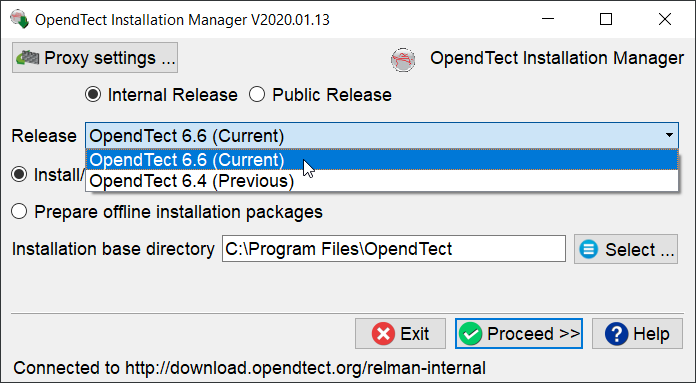 OpendTect Installation Manager V2020.01.13
Proxy settings ...
OpendTect Installation Manager
Internal Release Public Release
Release OpendTect 6.6 (Current)
OpendTect 6.6 (Current)
Install/
OpendTect 6.4 (Previous)
Prepare offline installation packages
Installation base directory C:\Program Files\OpendTect Select ...
Exit Proceed >> Help
Connected to http://download.opendtect.org/relman-internal